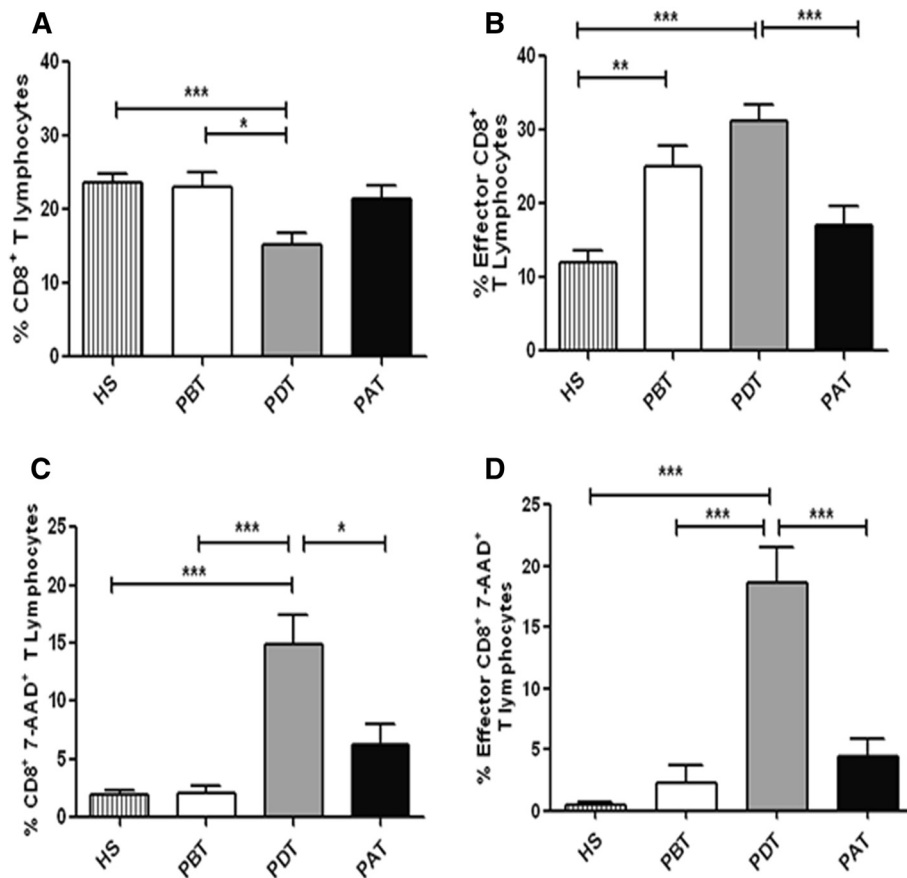 A
% CD8+ T lymphocytes
40
30
20
10
0
***
*
HS
PBT
PDT
PAT
B
% Effector CD8+
T Lymphocytes
40
30
20
10
0
***
***
**
HS
PBT
PDT
PAT
C
% CD8+ 7-AAD+ T Lymphocytes
25
20
15
10
5
0
***
*
***
HS
PBT
PDT
PAT
D
% Effector CD8+ 7-AAD+
T lymphocytes
25
20
15
10
5
0
***
***
***
HS
PBT
PDT
PAT